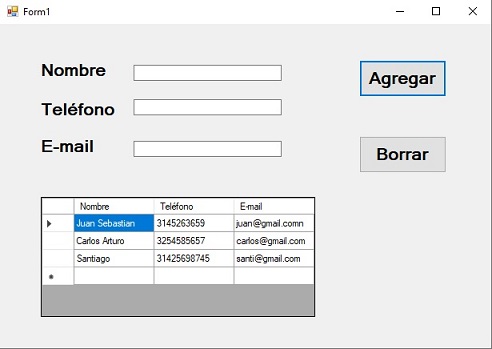 Form1
Nombre
Agregar
Teléfono
E-mail
Borrar
Nombre Teléfono E-mail
Juan Sebastian 3145263659 juan@gmail.comn
Carlos Arturo 3254585657 carlos@gmail.com
Santiago 31425698745 santi@gmail.com